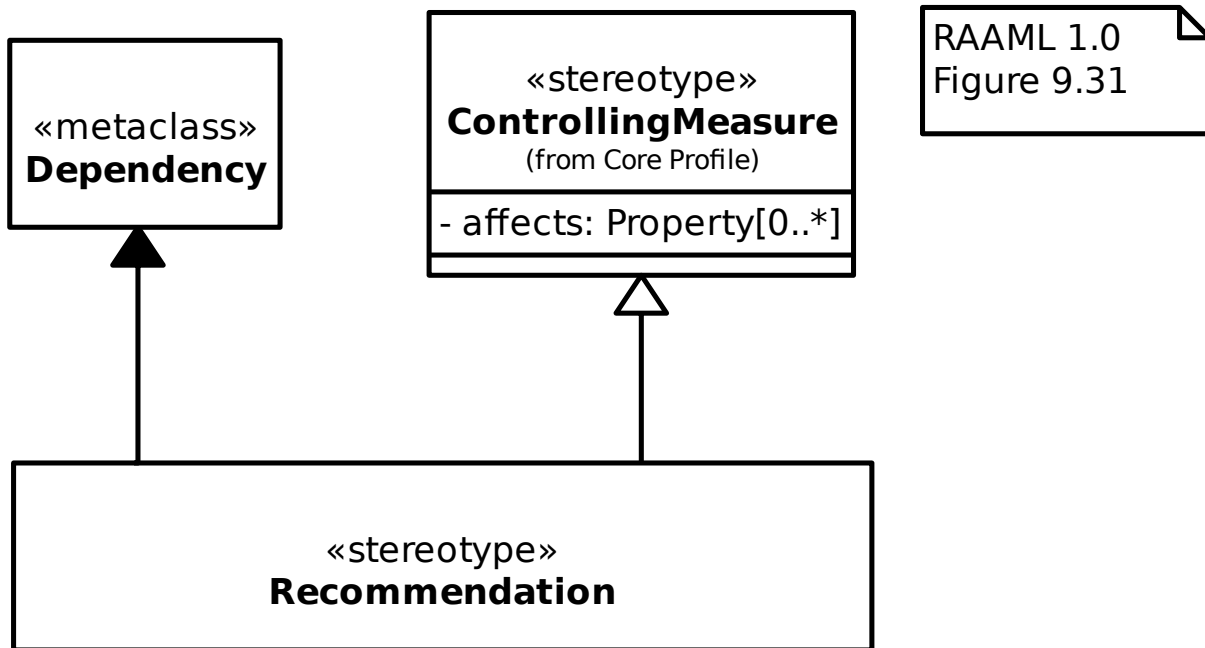 «metaclass»
Dependency
«stereotype»
ControllingMeasure
(from Core Profile)
- affects: Property[0..*]
RAAML 1.0
Figure 9.31
«stereotype»
Recommendation